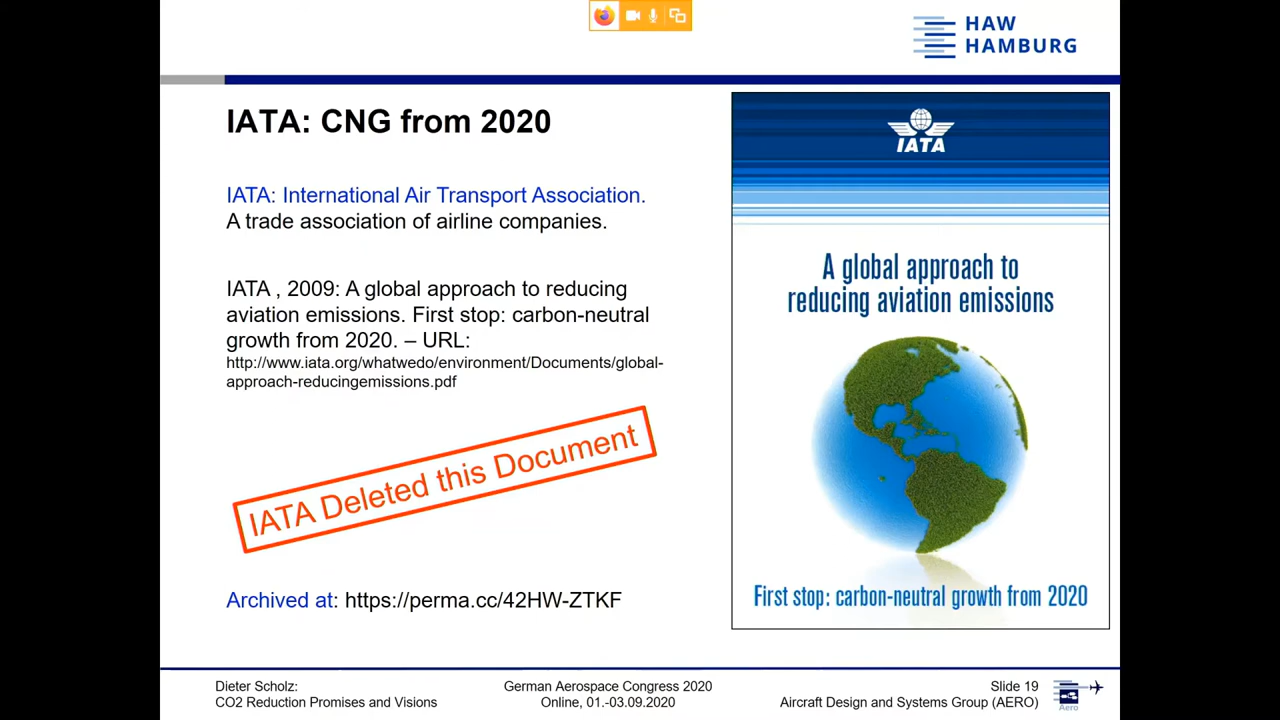 HAW
HAMBURG
IATA: CNG from 2020
IATA: International Air Transport Association.
A trade association of airline companies.
IATA , 2009: A global approach to reducing
aviation emissions. First stop: carbon-neutral
growth from 2020. – URL:
http://www.iata.org/whatwedo/environment/Documents/global-
approach-reducingemissions.pdf
IATA Deleted this Document
Archived at: https://perma.cc/42HW-ZTKF
IATA
A global approach to
reducing aviation emissions
First stop: carbon-neutral growth from 2020
Dieter Scholz:
CO2 Reduction Promises and Visions
German Aerospace Congress 2020
Online, 01.-03.09.2020
Slide 19
Aircraft Design and Systems Group (AERO)
Aero